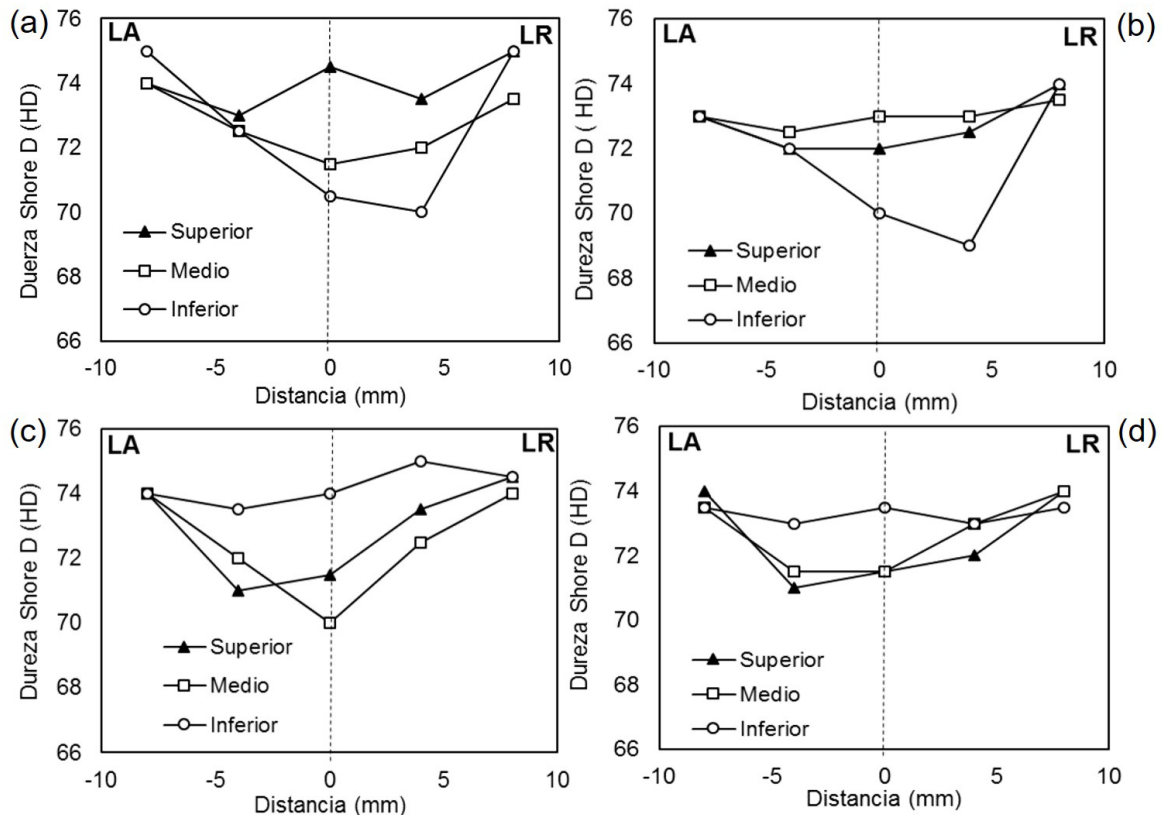 (a)
76
74
72
70
68
66
Duerza Shore D (HD)
LA
LR
Superior
Medio
Inferior
-10
-5
0
5
10
Distancia (mm)
(b)
76
74
72
70
68
66
Dureza Shore D ( HD)
LA
LR
Superior
Medio
Inferior
-10
-5
0
5
10
Distancia (mm)
(c)
76
74
72
70
68
66
Dureza Shore D (HD)
LA
LR
Superior
Medio
Inferior
-10
-5
0
5
10
Distancia (mm)
(d)
76
74
72
70
68
66
Dureza Shore D (HD)
LA
LR
Superior
Medio
Inferior
-10
-5
0
5
10
Distancia (mm)